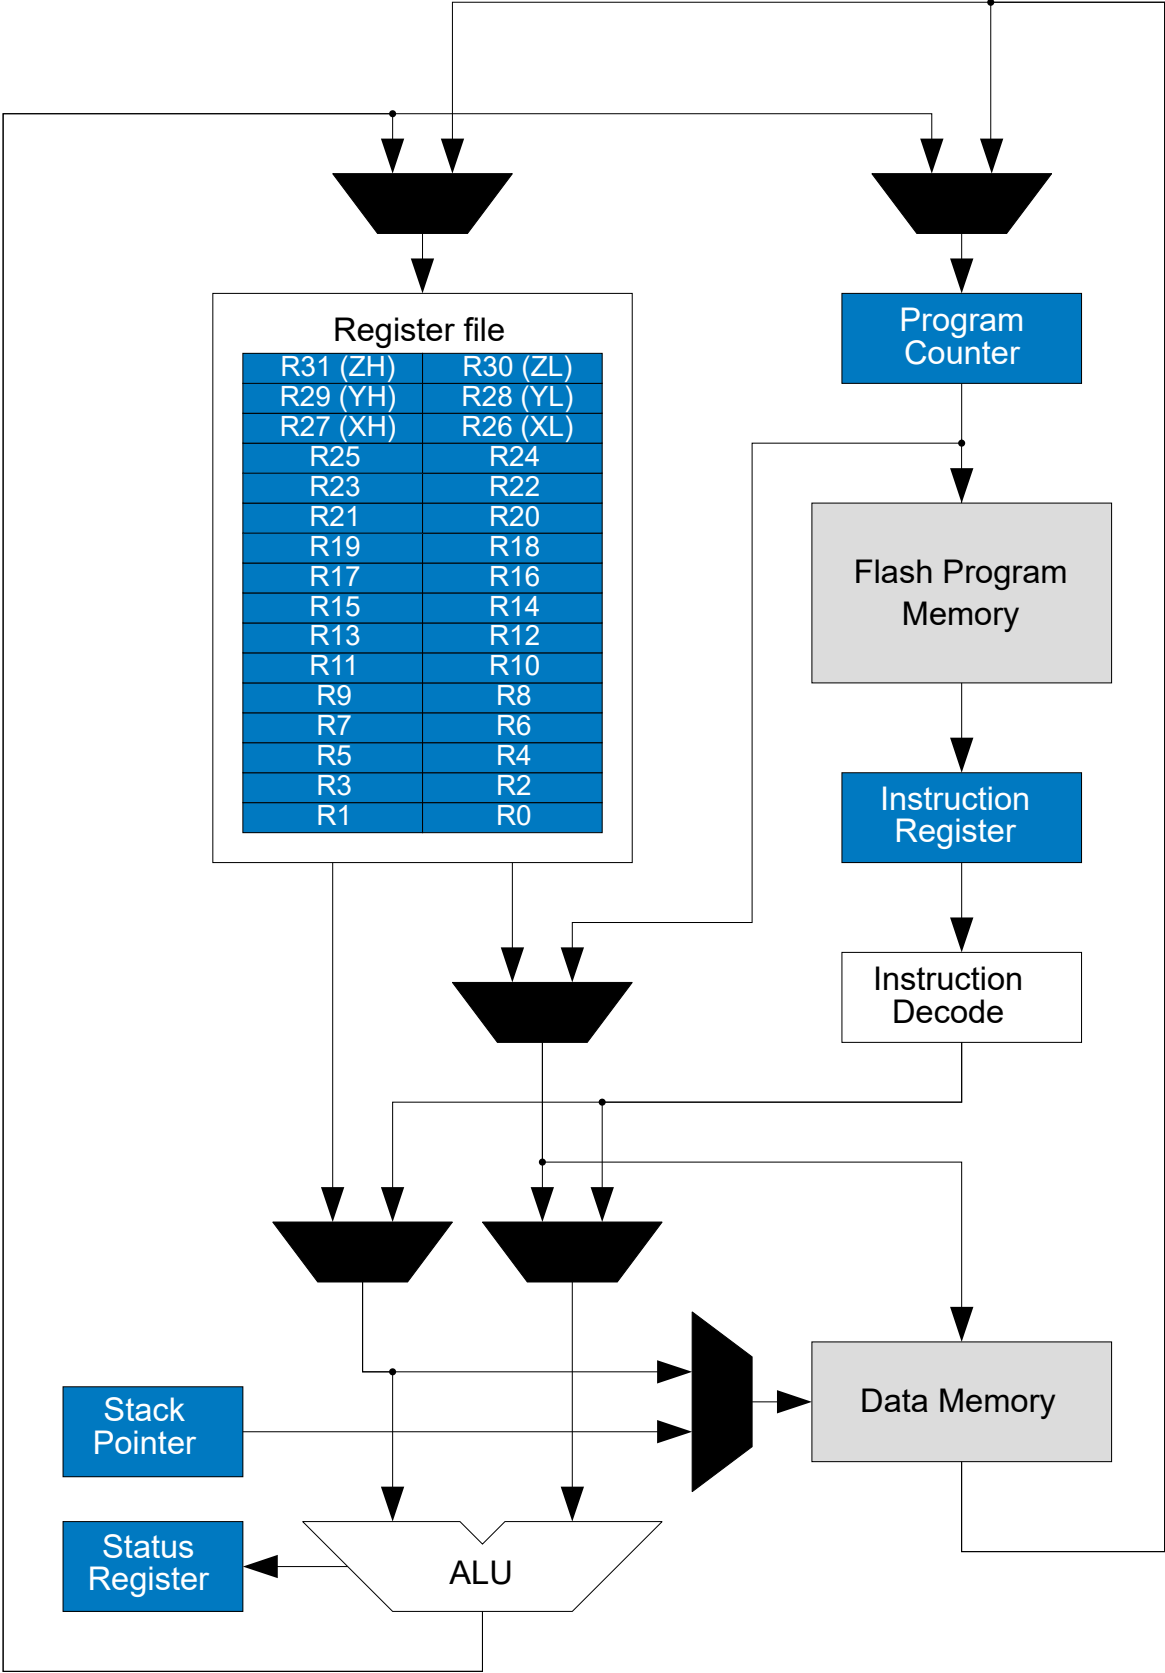 Register file
R31 (ZH) R30 (ZL)
R29 (YH) R28 (YL)
R27 (XH) R26 (XL)
R25 R24
R23 R22
R21 R20
R19 R18
R17 R16
R15 R14
R13 R12
R11 R10
R9 R8
R7 R6
R5 R4
R3 R2
R1 R0
Program
Counter
Flash Program
Memory
Instruction
Register
Instruction
Decode
Stack
Pointer
Data Memory
Status
Register
ALU